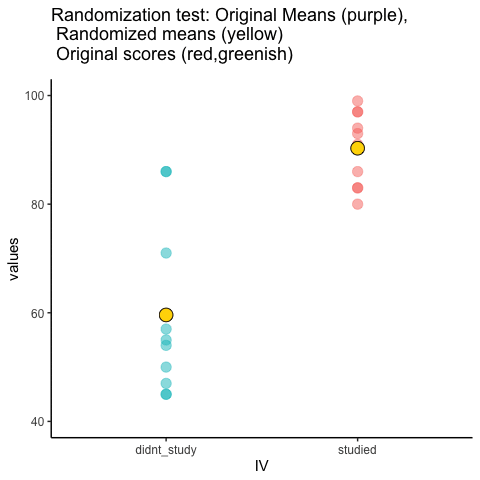 Randomization test: Original Means (purple),
Randomized means (yellow)
Original scores (red,greenish)
100
80
60
40
values
didnt_study
studied
IV